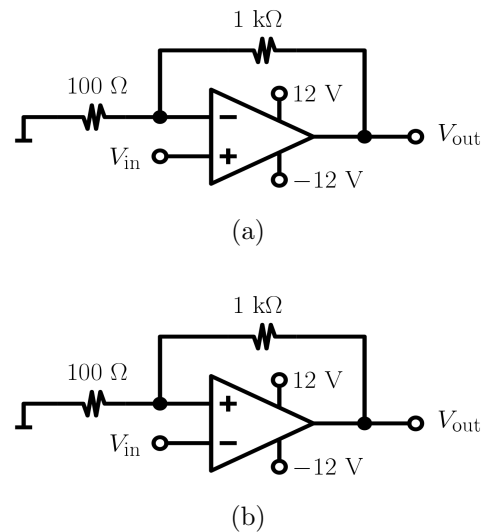 1 kΩ
100 Ω
12 V
−
V_in
+
V_out
−12 V
(a)
1 kΩ
100 Ω
12 V
+
V_in
−
V_out
−12 V
(b)